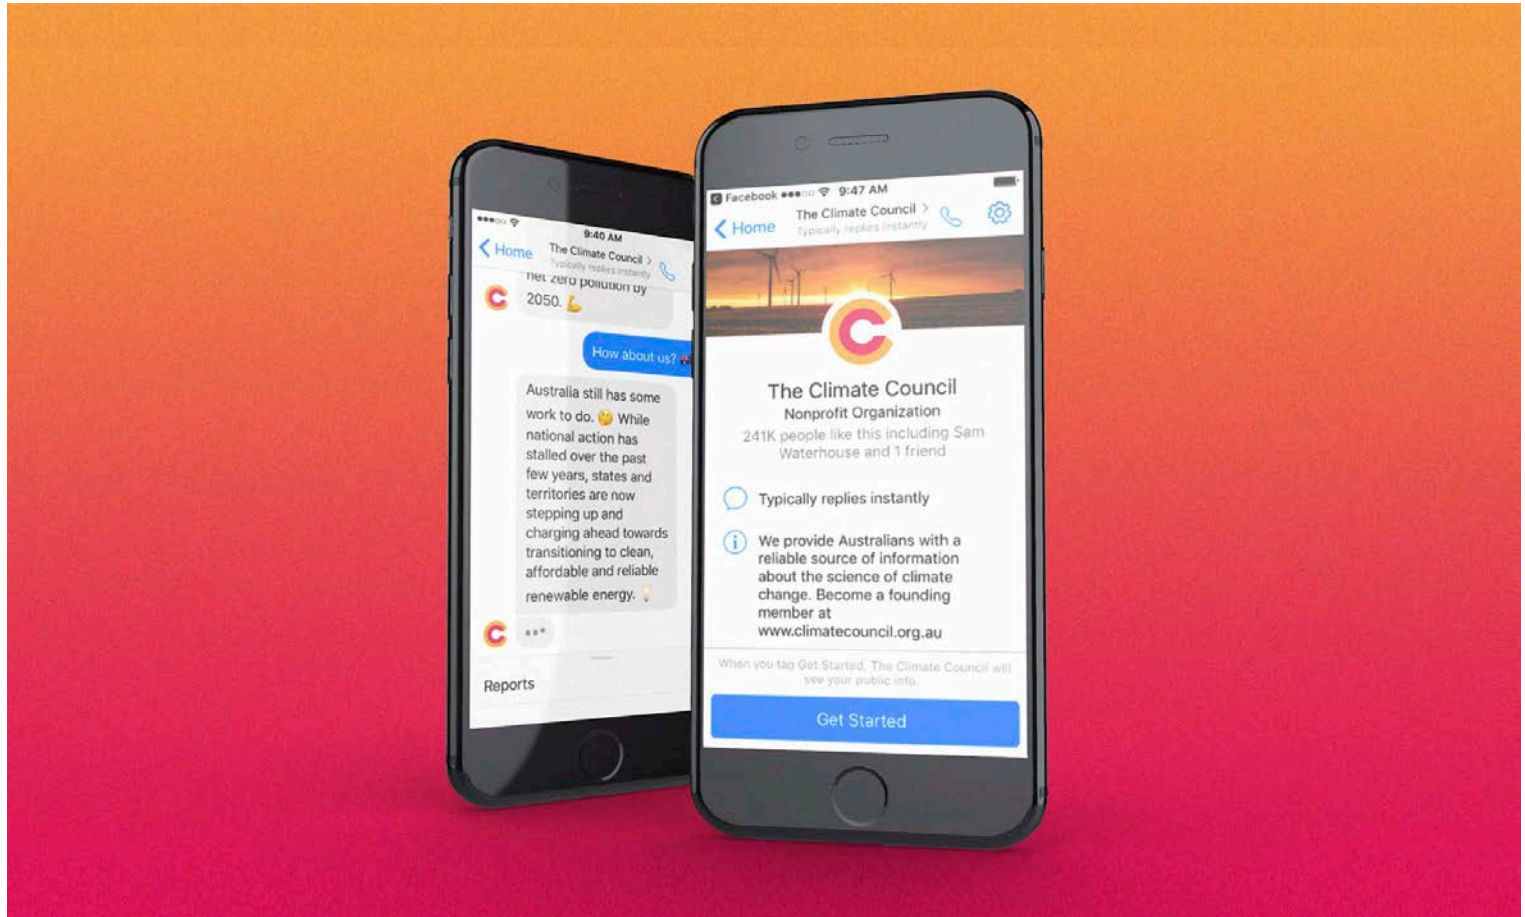 9:40 AM
Home
The Climate Council >
Typically replies instantly
net zero pollution by
2050. 💪
How about us?
Australia still has some
work to do. 🤔 While
national action has
stalled over the past
few years, states and
territories are now
stepping up and
charging ahead towards
transitioning to clean,
affordable and reliable
renewable energy. 💡
Reports
Facebook 9:47 AM
Home
The Climate Council >
Typically replies instantly
The Climate Council
Nonprofit Organization
241K people like this including Sam
Waterhouse and 1 friend
Typically replies instantly
We provide Australians with a
reliable source of information
about the science of climate
change. Become a founding
member at
www.climatecouncil.org.au
When you tap Get Started, The Climate Council will
see your public info.
Get Started